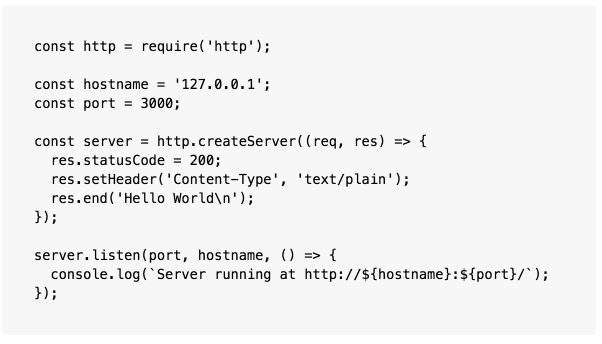 const http = require('http');

const hostname = '127.0.0.1';
const port = 3000;

const server = http.createServer((req, res) => {
  res.statusCode = 200;
  res.setHeader('Content-Type', 'text/plain');
  res.end('Hello World\n');
});

server.listen(port, hostname, () => {
  console.log(`Server running at http://${hostname}:${port}/`);
});